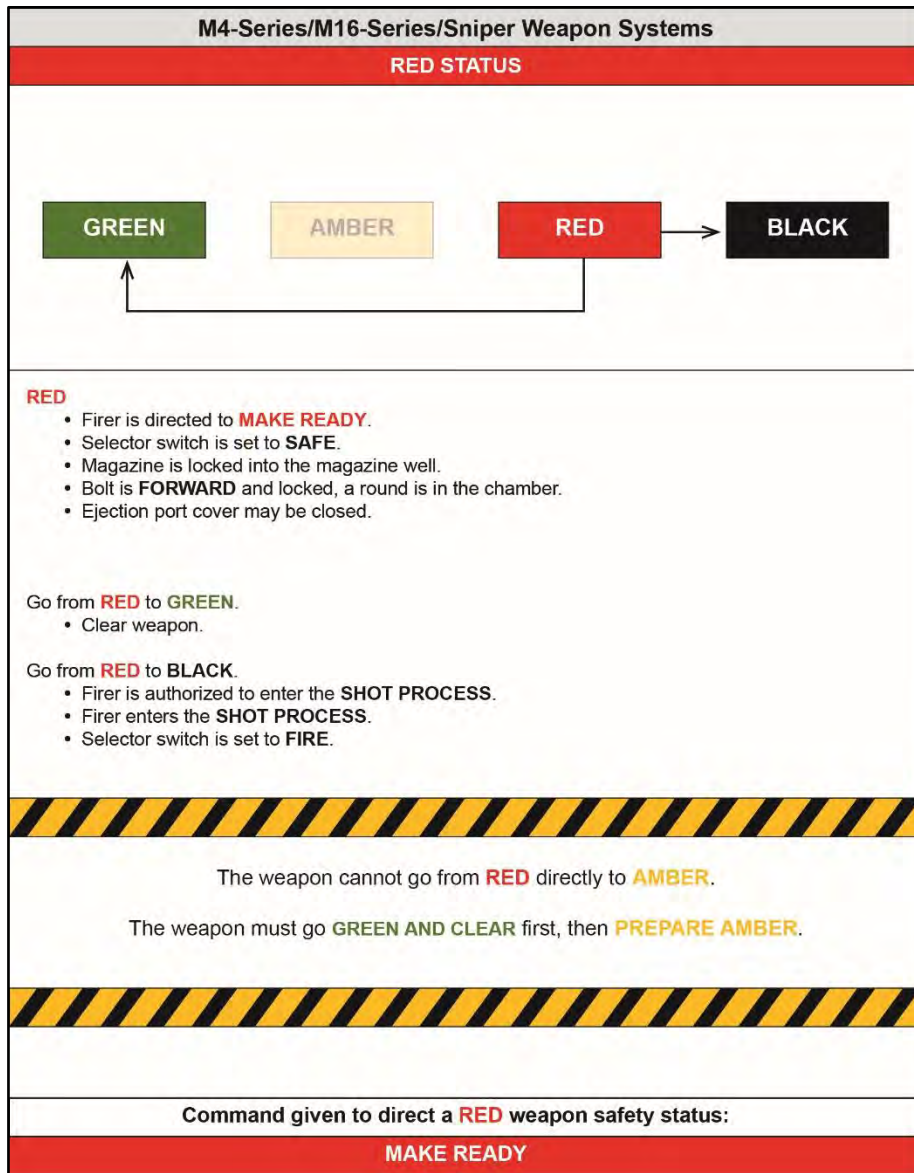 M4-Series/M16-Series/Sniper Weapon Systems
RED STATUS
GREEN
AMBER
RED
BLACK
RED
• Firer is directed to MAKE READY.
• Selector switch is set to SAFE.
• Magazine is locked into the magazine well.
• Bolt is FORWARD and locked, a round is in the chamber.
• Ejection port cover may be closed.
Go from RED to GREEN.
• Clear weapon.
Go from RED to BLACK.
• Firer is authorized to enter the SHOT PROCESS.
• Firer enters the SHOT PROCESS.
• Selector switch is set to FIRE.
The weapon cannot go from RED directly to AMBER.
The weapon must go GREEN AND CLEAR first, then PREPARE AMBER.
Command given to direct a RED weapon safety status:
MAKE READY